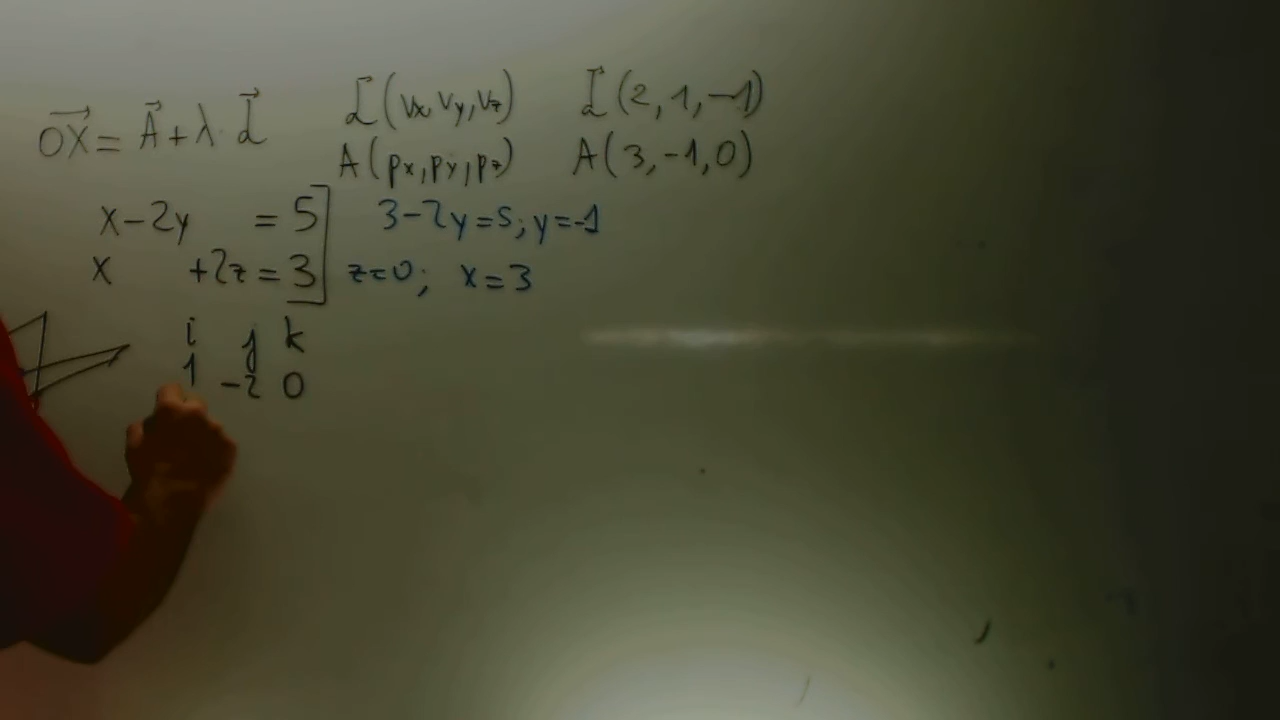 OX = A + λ · L    L (vx, vy, vz)    L (2, 1, -1)
A (px, py, pz)    A (3, -1, 0)
x - 2y = 5    3 - 2y = 5; y = -1
x + 2z = 3    z = 0; x = 3
i j k
1 -2 0